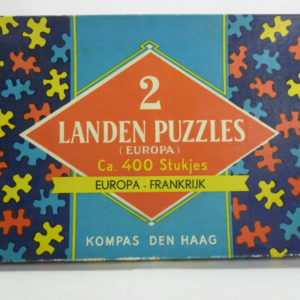 2
LANDEN PUZZLES
(EUROPA)
Ca. 400 Stukjes
EUROPA - FRANKRIJK
KOMPAS DEN HAAG